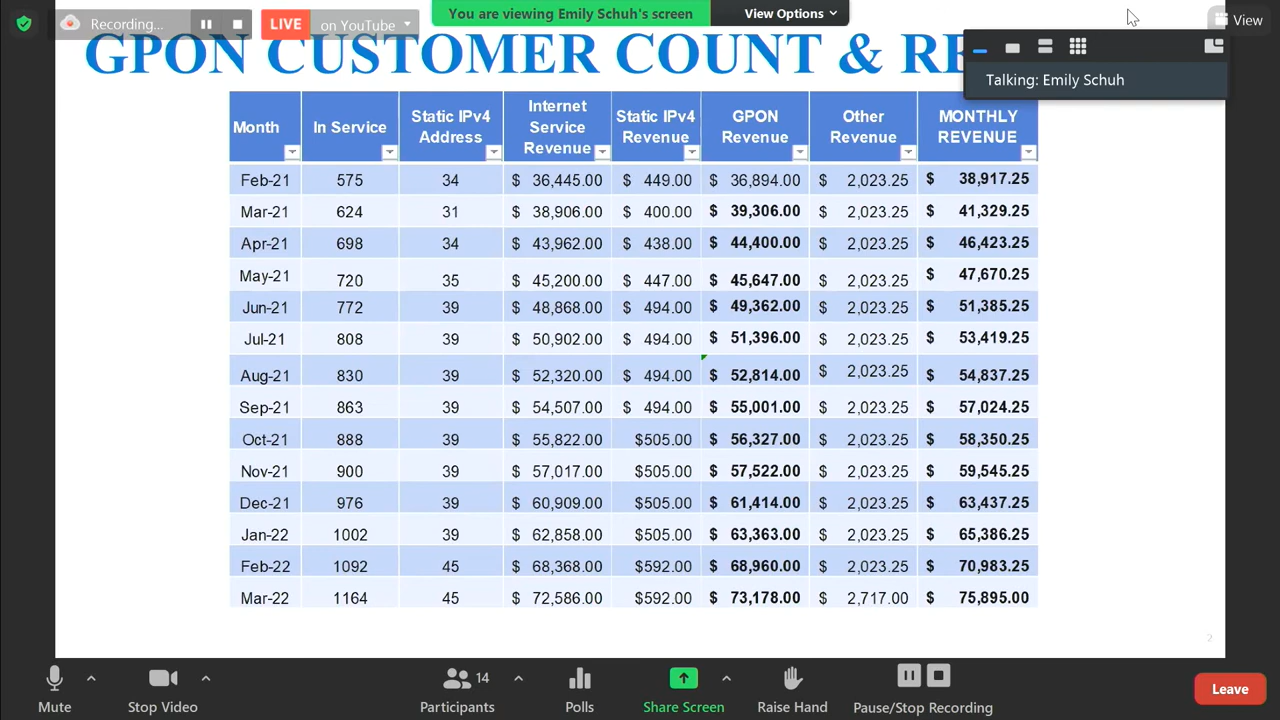 Recording...
LIVE on YouTube
You are viewing Emily Schuh's screen
View Options
View
GPON CUSTOMER COUNT & RE
Talking: Emily Schuh
Month In Service Static IPv4 Address Internet Service Revenue Static IPv4 Revenue GPON Revenue Other Revenue MONTHLY REVENUE
Feb-21 575 34 $ 36,445.00 $ 449.00 $ 36,894.00 $ 2,023.25 $ 38,917.25
Mar-21 624 31 $ 38,906.00 $ 400.00 $ 39,306.00 $ 2,023.25 $ 41,329.25
Apr-21 698 34 $ 43,962.00 $ 438.00 $ 44,400.00 $ 2,023.25 $ 46,423.25
May-21 720 35 $ 45,200.00 $ 447.00 $ 45,647.00 $ 2,023.25 $ 47,670.25
Jun-21 772 39 $ 48,868.00 $ 494.00 $ 49,362.00 $ 2,023.25 $ 51,385.25
Jul-21 808 39 $ 50,902.00 $ 494.00 $ 51,396.00 $ 2,023.25 $ 53,419.25
Aug-21 830 39 $ 52,320.00 $ 494.00 $ 52,814.00 $ 2,023.25 $ 54,837.25
Sep-21 863 39 $ 54,507.00 $ 494.00 $ 55,001.00 $ 2,023.25 $ 57,024.25
Oct-21 888 39 $ 55,822.00 $505.00 $ 56,327.00 $ 2,023.25 $ 58,350.25
Nov-21 900 39 $ 57,017.00 $505.00 $ 57,522.00 $ 2,023.25 $ 59,545.25
Dec-21 976 39 $ 60,909.00 $505.00 $ 61,414.00 $ 2,023.25 $ 63,437.25
Jan-22 1002 39 $ 62,858.00 $505.00 $ 63,363.00 $ 2,023.25 $ 65,386.25
Feb-22 1092 45 $ 68,368.00 $592.00 $ 68,960.00 $ 2,023.25 $ 70,983.25
Mar-22 1164 45 $ 72,586.00 $592.00 $ 73,178.00 $ 2,717.00 $ 75,895.00
2
14
Mute Stop Video Participants Polls Share Screen Raise Hand Pause/Stop Recording Leave